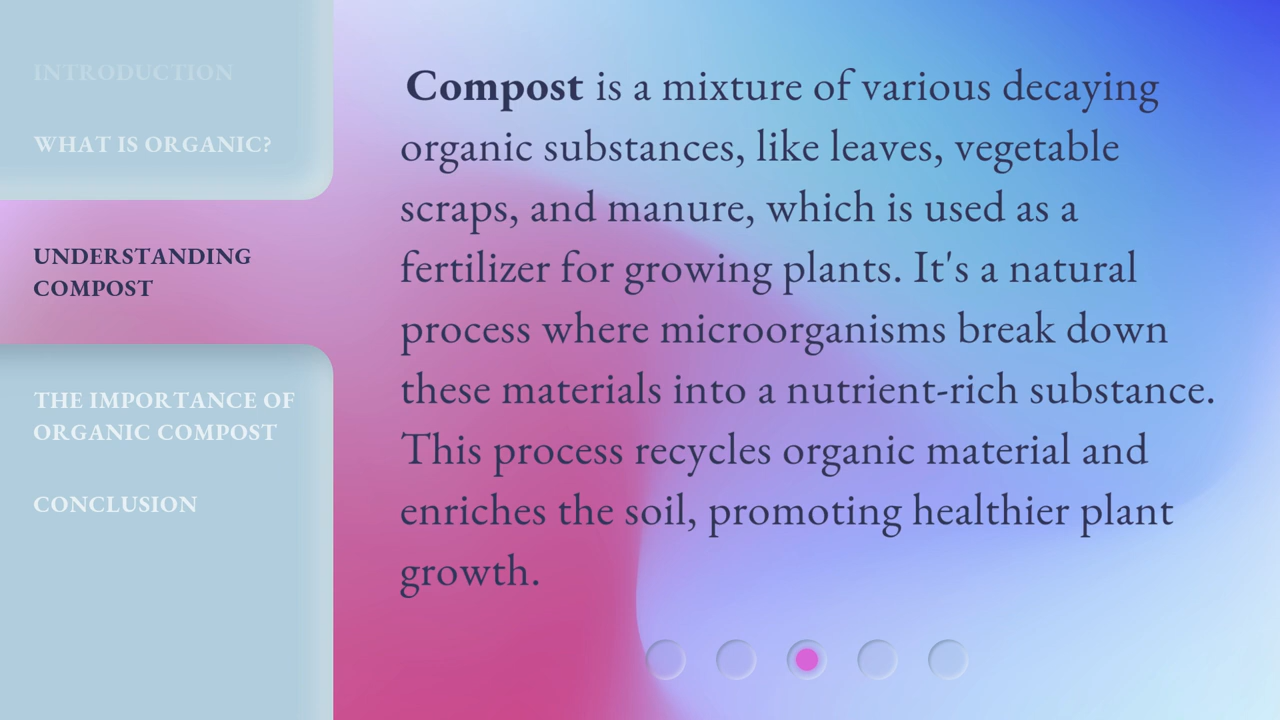 INTRODUCTION
WHAT IS ORGANIC?
UNDERSTANDING
COMPOST
THE IMPORTANCE OF
ORGANIC COMPOST
CONCLUSION
Compost is a mixture of various decaying
organic substances, like leaves, vegetable
scraps, and manure, which is used as a
fertilizer for growing plants. It's a natural
process where microorganisms break down
these materials into a nutrient-rich substance.
This process recycles organic material and
enriches the soil, promoting healthier plant
growth.